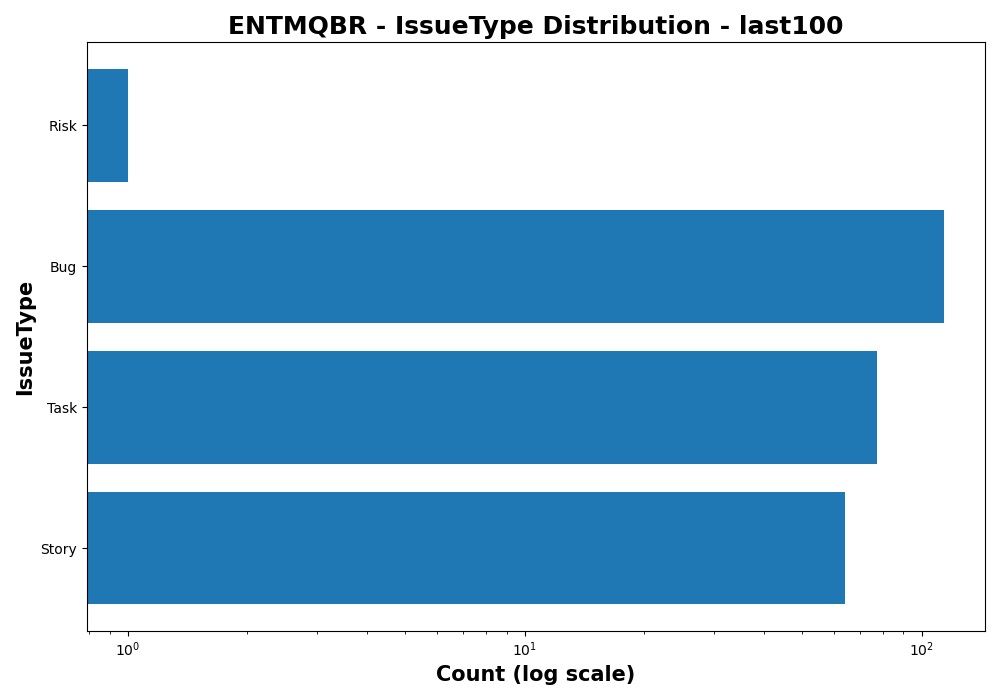 ENTMQBR - IssueType Distribution - last100
Risk
Bug
Task
Story
IssueType
10⁰ 10¹ 10²
Count (log scale)